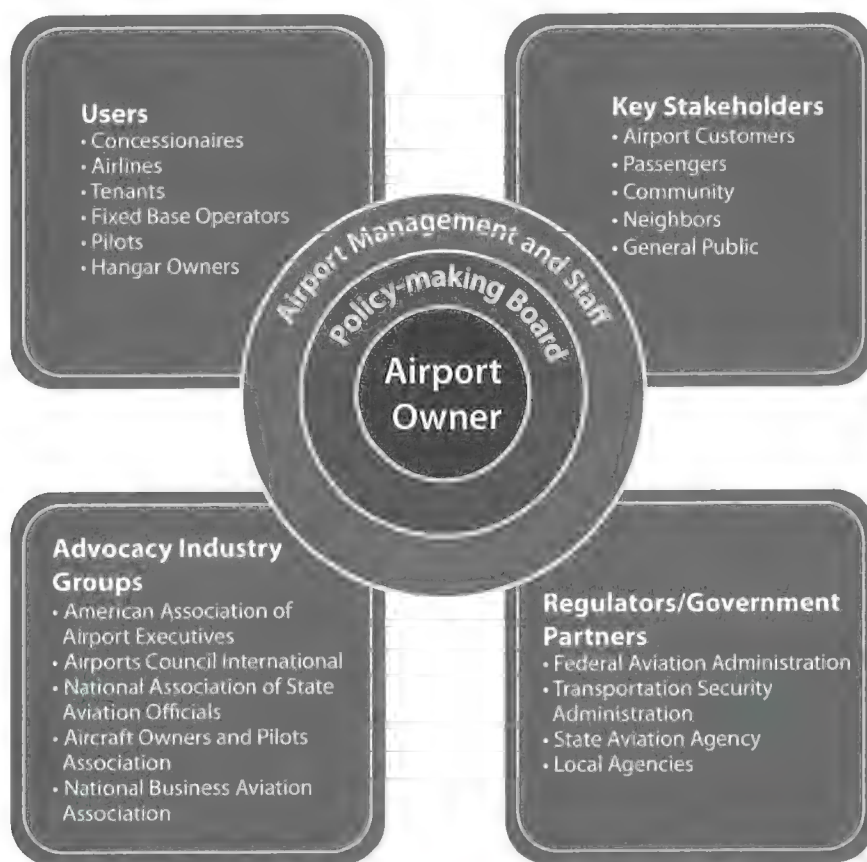 Users
• Concessionaires
• Airlines
• Tenants
• Fixed Base Operators
• Pilots
• Hangar Owners
Key Stakeholders
• Airport Customers
• Passengers
• Community
• Neighbors
• General Public
Airport Management and Staff
Policy-making Board
Airport
Owner
Advocacy Industry
Groups
• American Association of
Airport Executives
• Airports Council International
• National Association of State
Aviation Officials
• Aircraft Owners and Pilots
Association
• National Business Aviation
Association
Regulators/Government
Partners
• Federal Aviation Administration
• Transportation Security
Administration
• State Aviation Agency
• Local Agencies